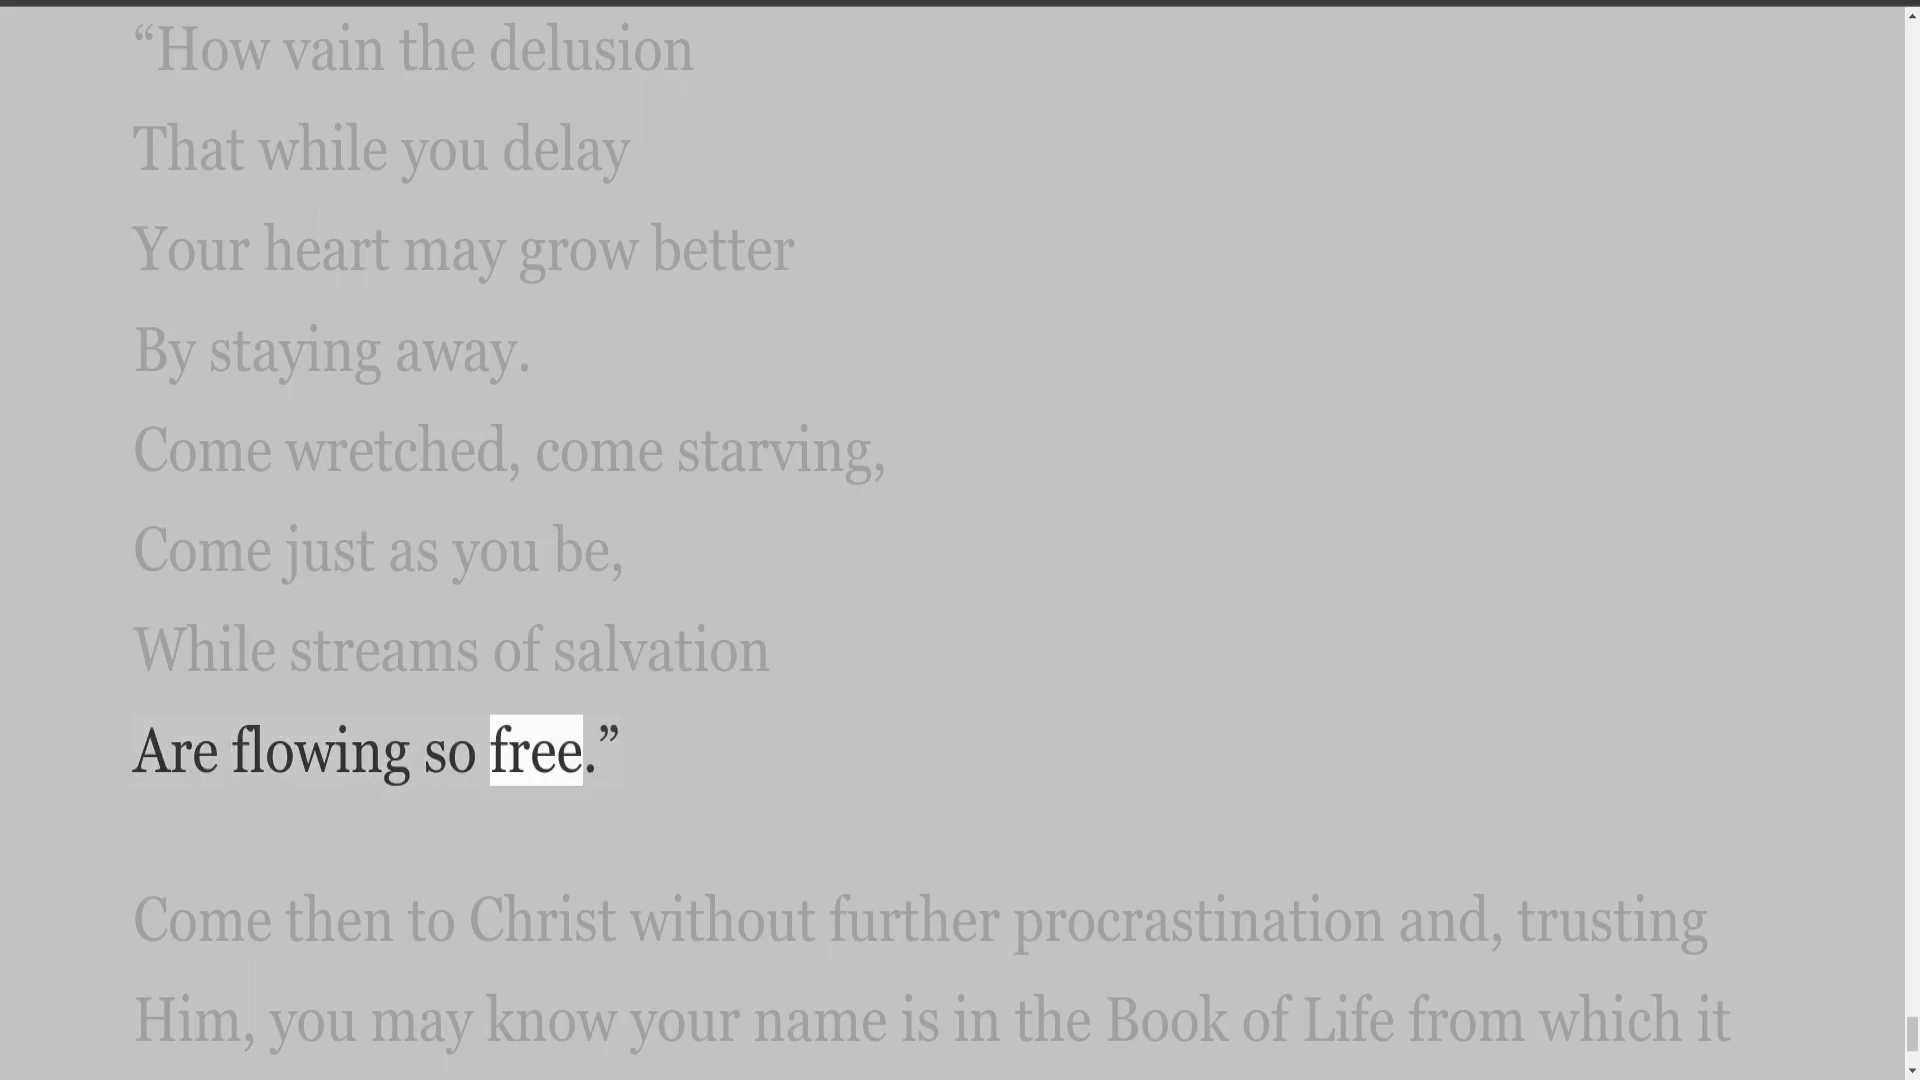 “How vain the delusion
That while you delay
Your heart may grow better
By staying away.
Come wretched, come starving,
Come just as you be,
While streams of salvation
Are flowing so free.”
Come then to Christ without further procrastination and, trusting
Him, you may know your name is in the Book of Life from which it